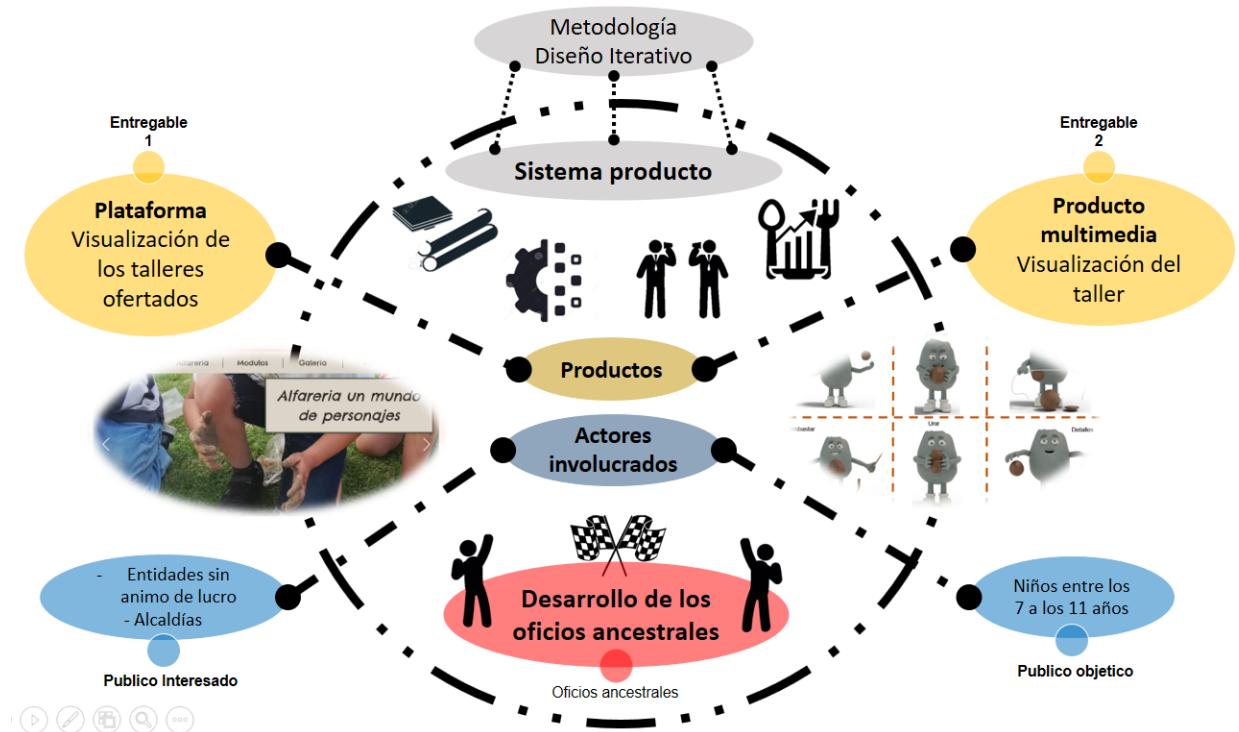 Metodología
Diseño Iterativo
Sistema producto
Entregable
1
Plataforma
Visualización de
los talleres
ofertados
Entregable
2
Producto
multimedia
Visualización del
taller
Productos
Modulos
Galeria
Alfareria un mundo
de personajes
Unir
Detalles
Actores
involucrados
- Entidades sin
animo de lucro
- Alcaldías
Publico Interesado
Desarrollo de los
oficios ancestrales
Oficios ancestrales
Niños entre los
7 a los 11 años
Publico objetico